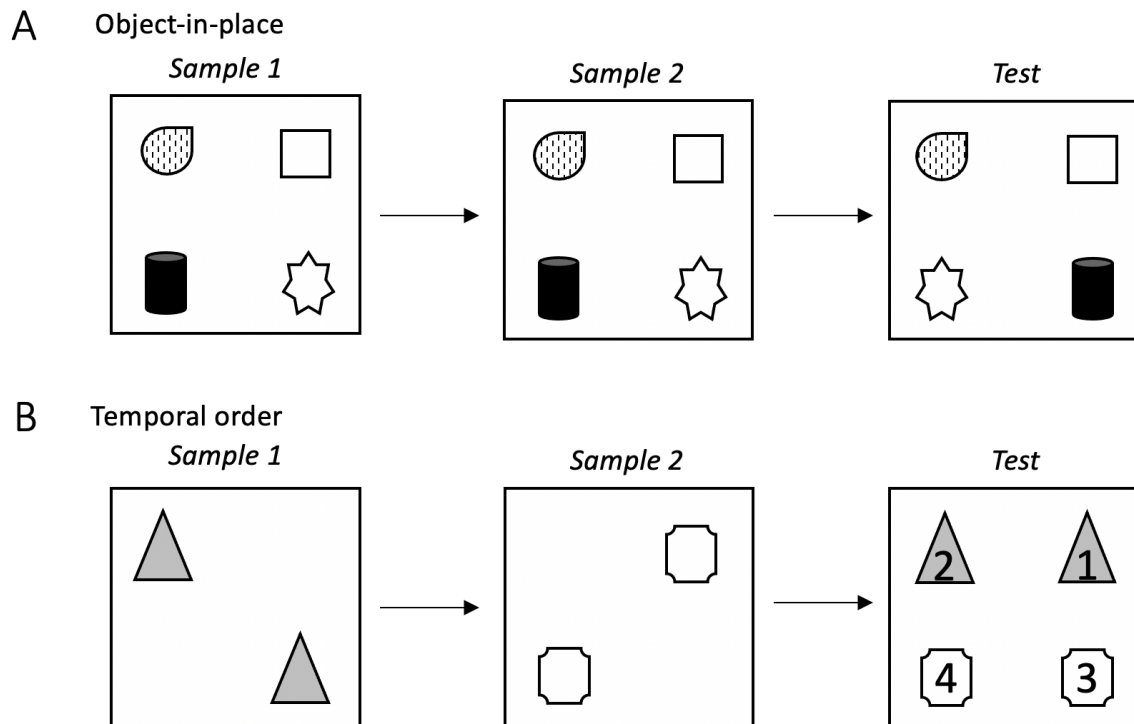 A Object-in-place
Sample 1 Sample 2 Test
B Temporal order
Sample 1 Sample 2 Test
2 1
4 3